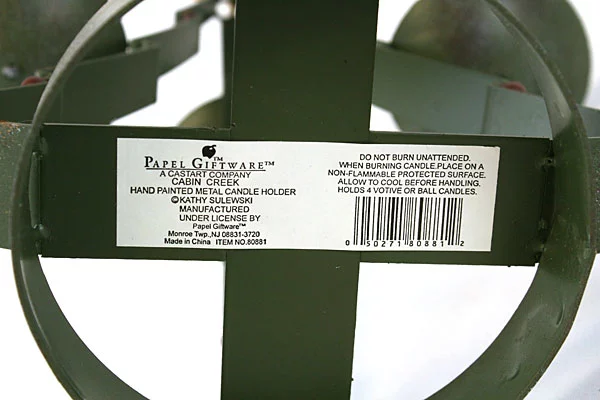 PAPEL GIFTWARE™
A CASTART COMPANY
CABIN CREEK
HAND PAINTED METAL CANDLE HOLDER
©KATHY SULEWSKI
MANUFACTURED
UNDER LICENSE BY
Papel Giftware™
Monroe Twp.,NJ 08831-3720
Made in China ITEM NO.80881
DO NOT BURN UNATTENDED.
WHEN BURNING CANDLE,PLACE ON A
NON-FLAMMABLE PROTECTED SURFACE.
ALLOW TO COOL BEFORE HANDLING.
HOLDS 4 VOTIVE OR BALL CANDLES.
0 50271 80881 2